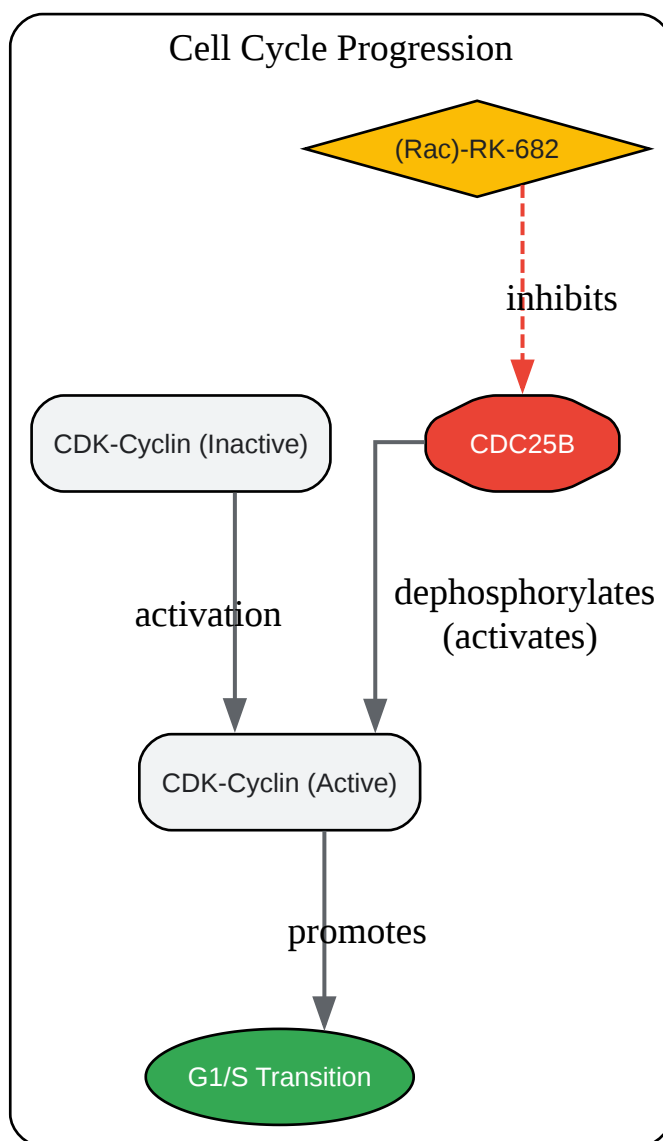 Cell Cycle Progression
(Rac)-RK-682
inhibits
CDK-Cyclin (Inactive)
CDC25B
activation
dephosphorylates
(activates)
CDK-Cyclin (Active)
promotes
G1/S Transition